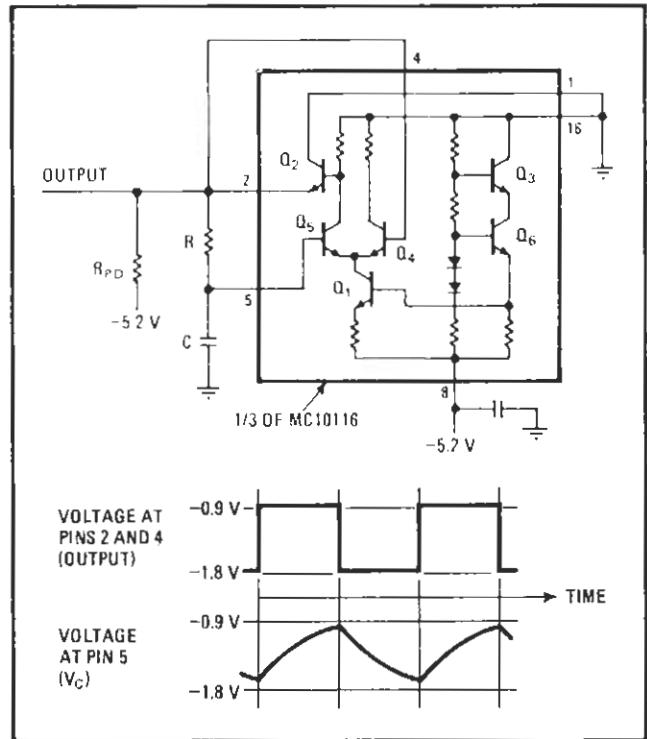 4
1
16
Q2
Q3
OUTPUT
2
Q5
Q4
Q6
R
RPD
5
Q1
−5.2 V
C
8
1/3 OF MC10116
−5.2 V
VOLTAGE AT
PINS 2 AND 4
(OUTPUT)
−0.9 V
−1.8 V
TIME
VOLTAGE
AT PIN 5
(VC)
−0.9 V
−1.8 V